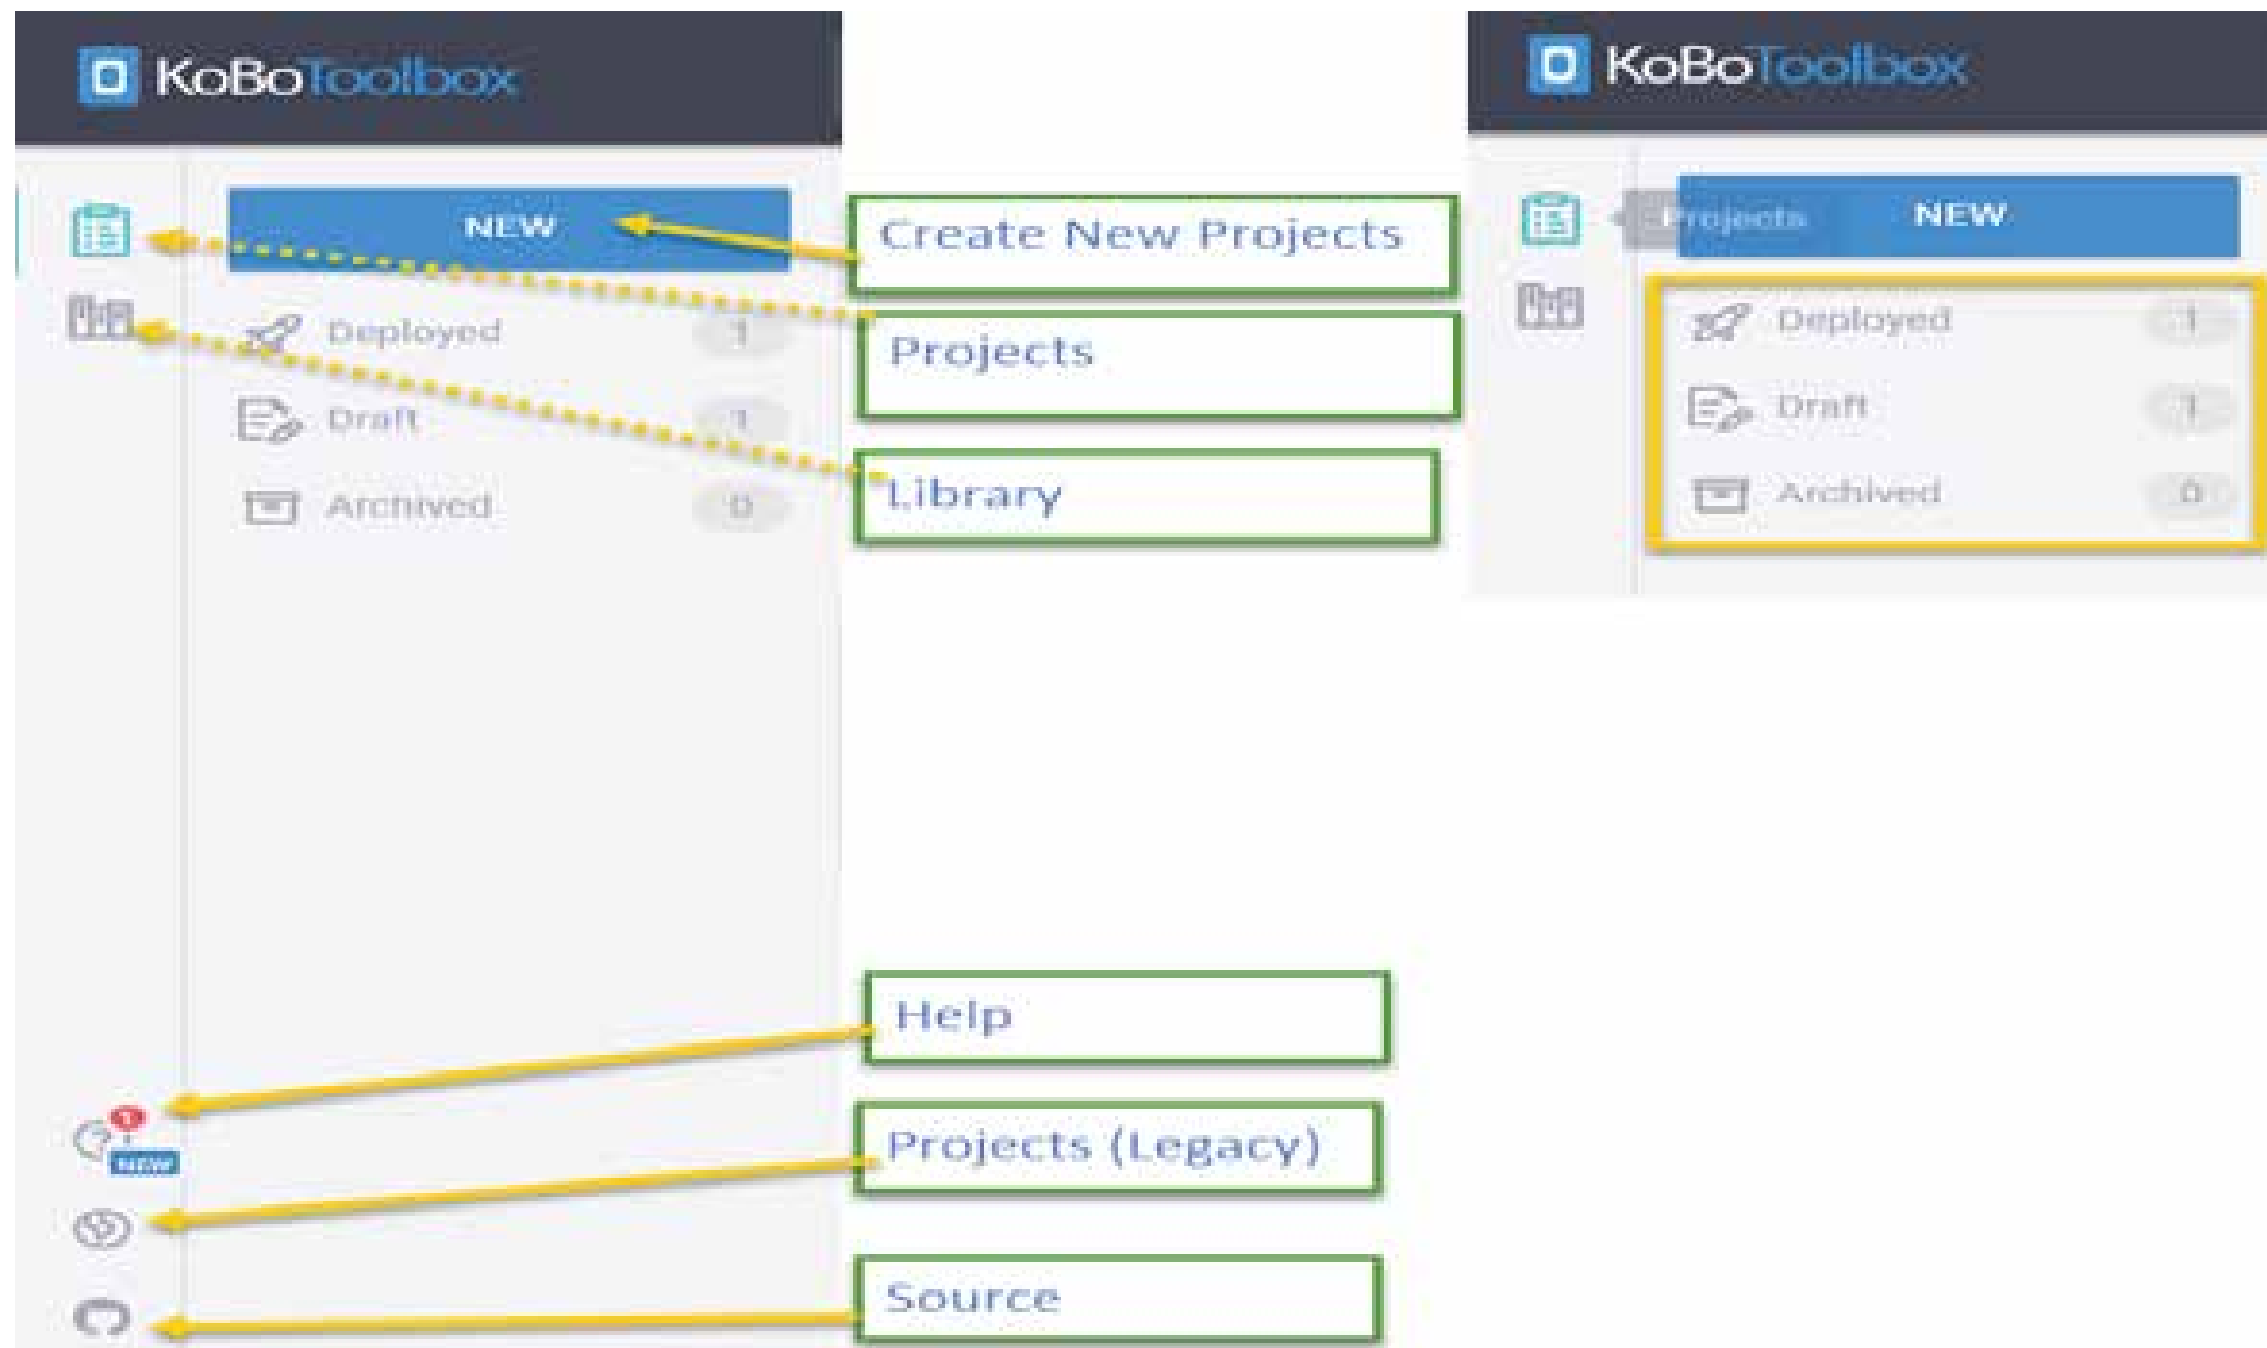 KoBoToolbox
NEW
Deployed 1
Draft 1
Archived 0
Create New Projects
Projects
Library
Help
1
NEW
Projects (Legacy)
Source
KoBoToolbox
Projects
NEW
Deployed 1
Draft 1
Archived 0